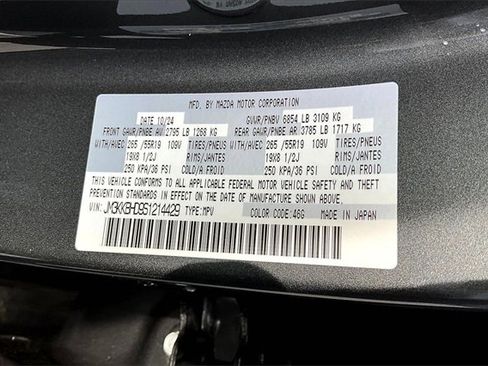 MFD. BY MAZDA MOTOR CORPORATION
DATE 10/24 GVWR/PNBV 6854 LB 3109 KG
FRONT GAWR/PNBE AV 2795 LB 1268 KG REAR GAWR/PNBE AR 3785 LB 1717 KG
WITH/AVEC 265 /55R19 109V TIRES/PNEUS WITH/AVEC 265 /55R19 109V TIRES/PNEUS
19X8 1/2J RIMS/JANTES 19X8 1/2J RIMS/JANTES
250 KPA/36 PSI COLD/A FROID 250 KPA/36 PSI COLD/A FROID
THIS VEHICLE CONFORMS TO ALL APPLICABLE FEDERAL MOTOR VEHICLE SAFETY AND THEFT
PREVENTION STANDARDS IN EFFECT ON THE DATE OF MANUFACTURE SHOWN ABOVE.
VIN: JM3KKBHD9S1214429 TYPE: MPV COLOR CODE: 46G MADE IN JAPAN